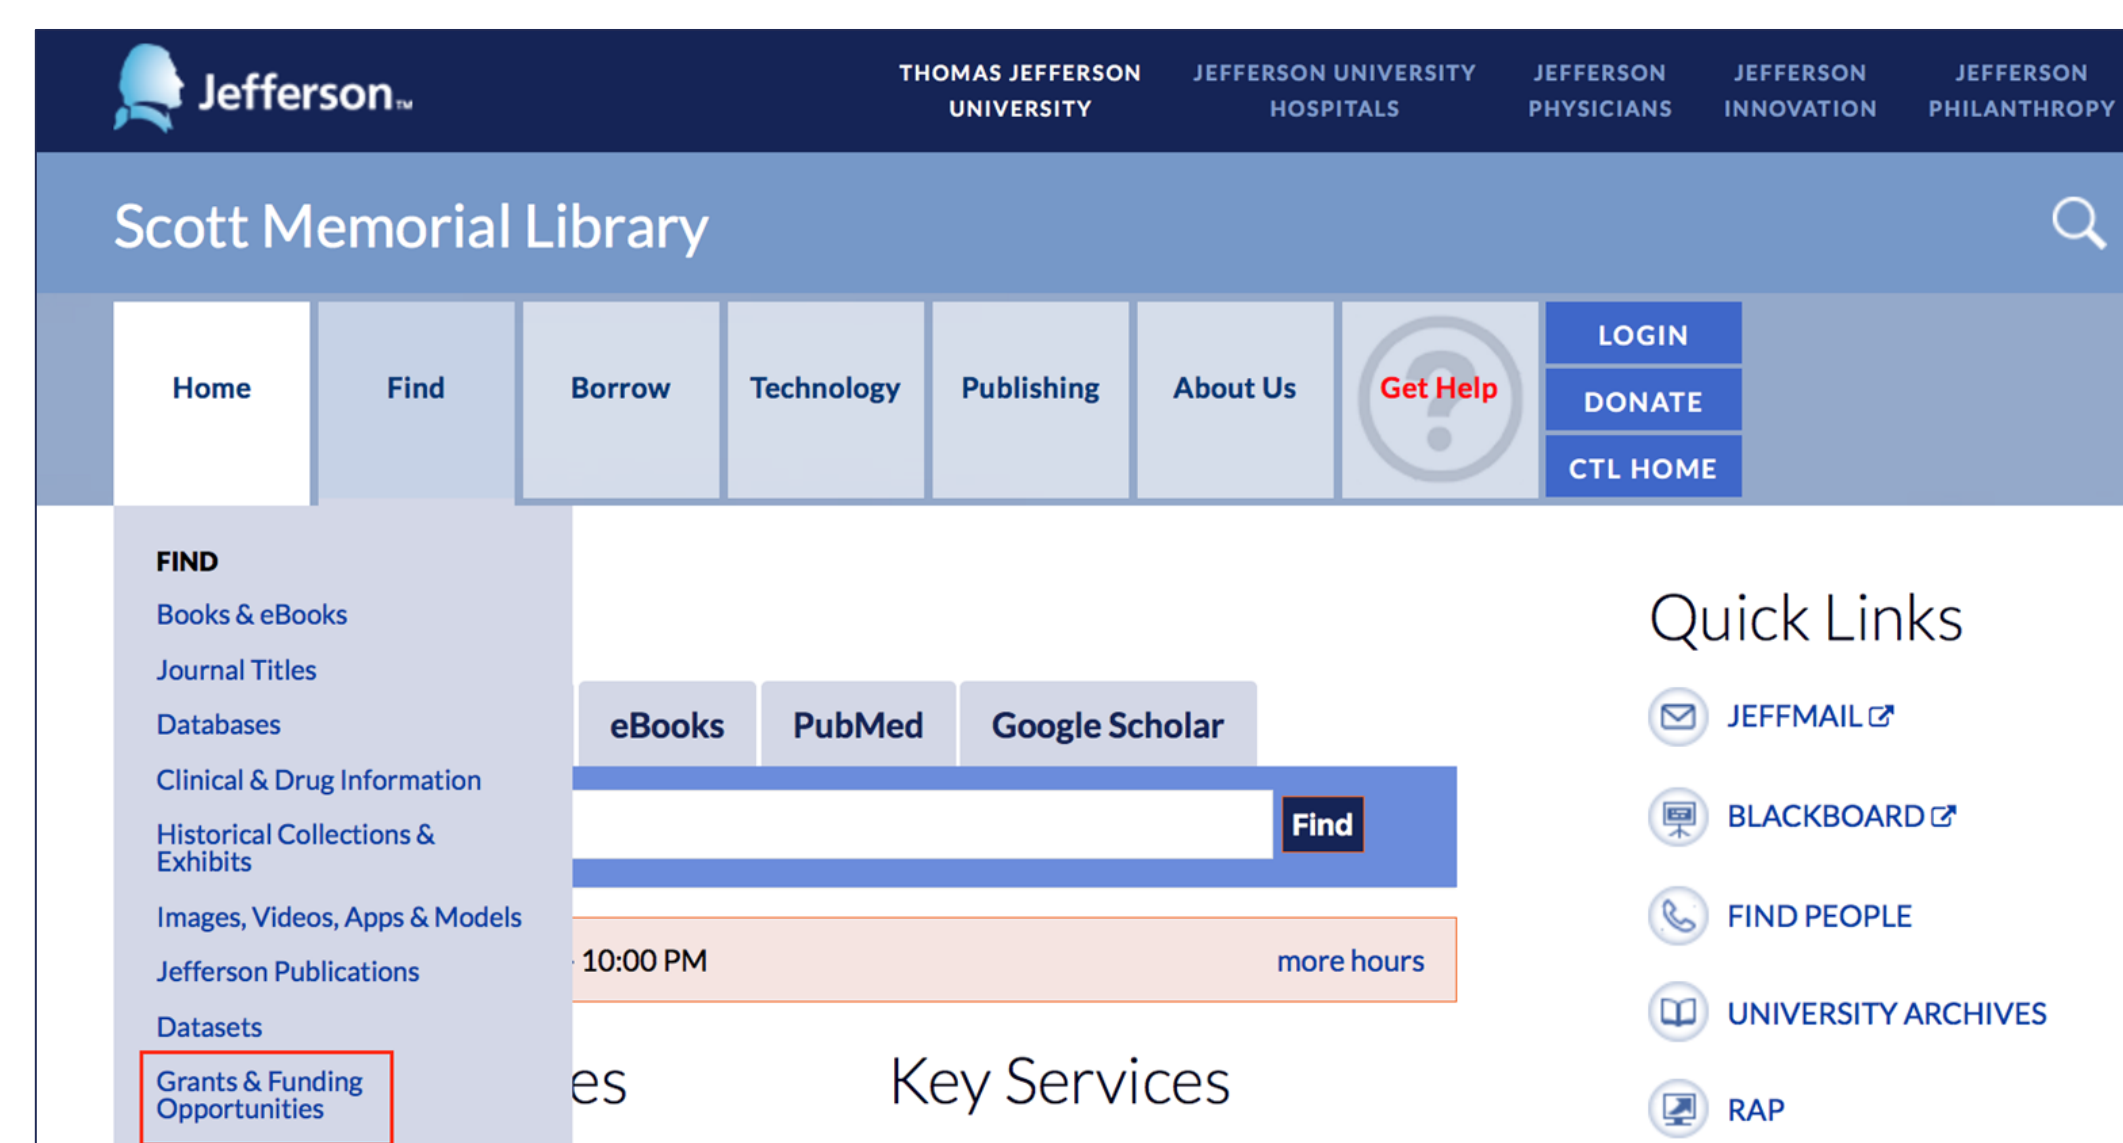 Jefferson™
THOMAS JEFFERSON
UNIVERSITY
JEFFERSON UNIVERSITY
HOSPITALS
JEFFERSON
PHYSICIANS
JEFFERSON
INNOVATION
JEFFERSON
PHILANTHROPY
Scott Memorial Library
Home
Find
Borrow
Technology
Publishing
About Us
?
Get Help
LOGIN
DONATE
CTL HOME
FIND
Books & eBooks
Journal Titles
Databases
Clinical & Drug Information
Historical Collections &
Exhibits
Images, Videos, Apps & Models
Jefferson Publications
Datasets
Grants & Funding
Opportunities
eBooks
PubMed
Google Scholar
Find
10:00 PM
more hours
es
Key Services
Quick Links
JEFFMAIL
BLACKBOARD
FIND PEOPLE
UNIVERSITY ARCHIVES
RAP